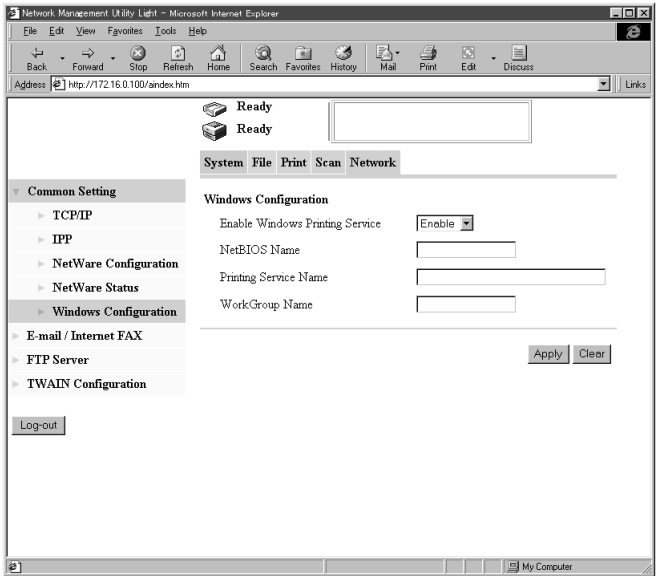 Network Management Utility Light - Microsoft Internet Explorer
File Edit View Favorites Tools Help
Back Forward Stop Refresh Home Search Favorites History Mail Print Edit Discuss
Address http://172.16.0.100/aindex.htm Links
Ready
Ready
System File Print Scan Network
Common Setting
TCP/IP
IPP
NetWare Configuration
NetWare Status
Windows Configuration
E-mail / Internet FAX
FTP Server
TWAIN Configuration
Log-out
Windows Configuration
Enable Windows Printing Service Enable
NetBIOS Name
Printing Service Name
WorkGroup Name
Apply Clear
My Computer